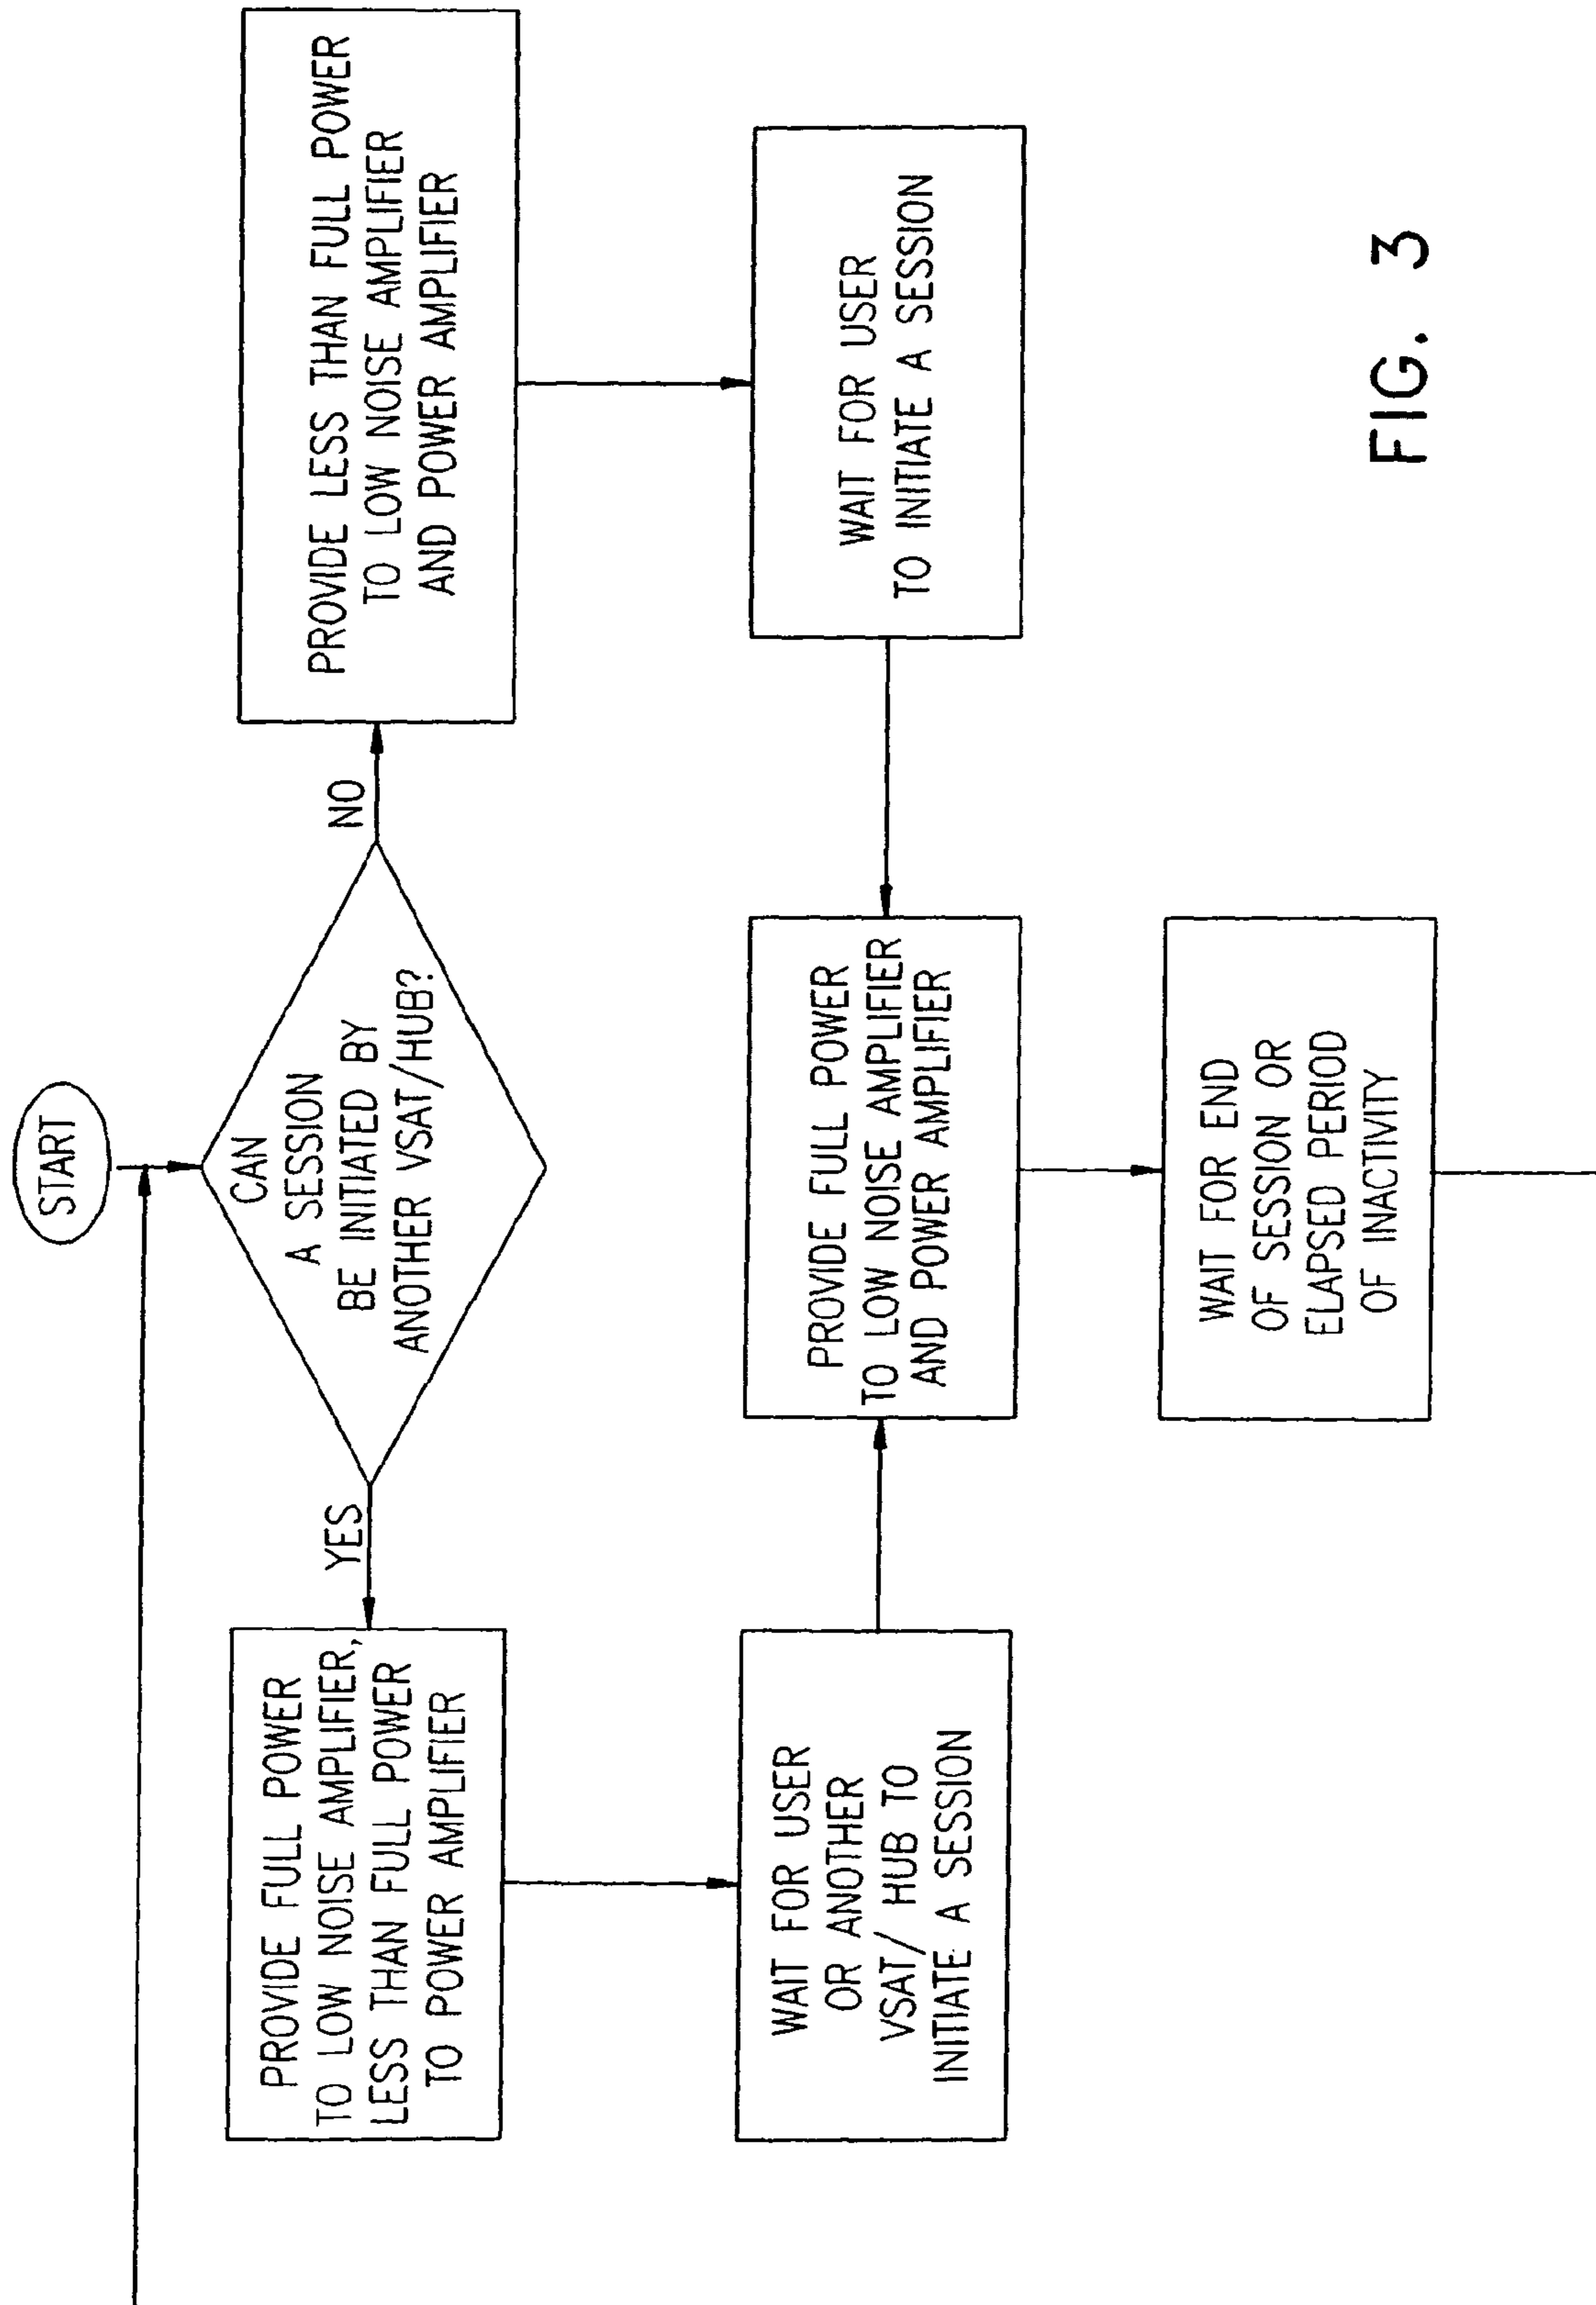 START
CAN
A SESSION
BE INITIATED BY
ANOTHER VSAT/HUB?
YES
NO
PROVIDE FULL POWER
TO LOW NOISE AMPLIFIER,
LESS THAN FULL POWER
TO POWER AMPLIFIER
PROVIDE LESS THAN FULL POWER
TO LOW NOISE AMPLIFIER
AND POWER AMPLIFIER
WAIT FOR USER
OR ANOTHER
VSAT/ HUB TO
INITIATE A SESSION
PROVIDE FULL POWER
TO LOW NOISE AMPLIFIER
AND POWER AMPLIFIER
WAIT FOR USER
TO INITIATE A SESSION
WAIT FOR END
OF SESSION OR
ELAPSED PERIOD
OF INACTIVITY
FIG. 3